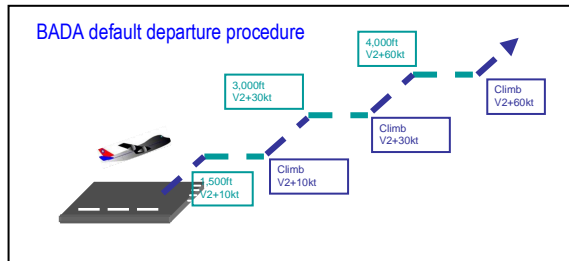 BADA default departure procedure
4,000ft
V2+60kt
3,000ft
V2+30kt
Climb
V2+60kt
Climb
V2+30kt
1,500ft
V2+10kt
Climb
V2+10kt